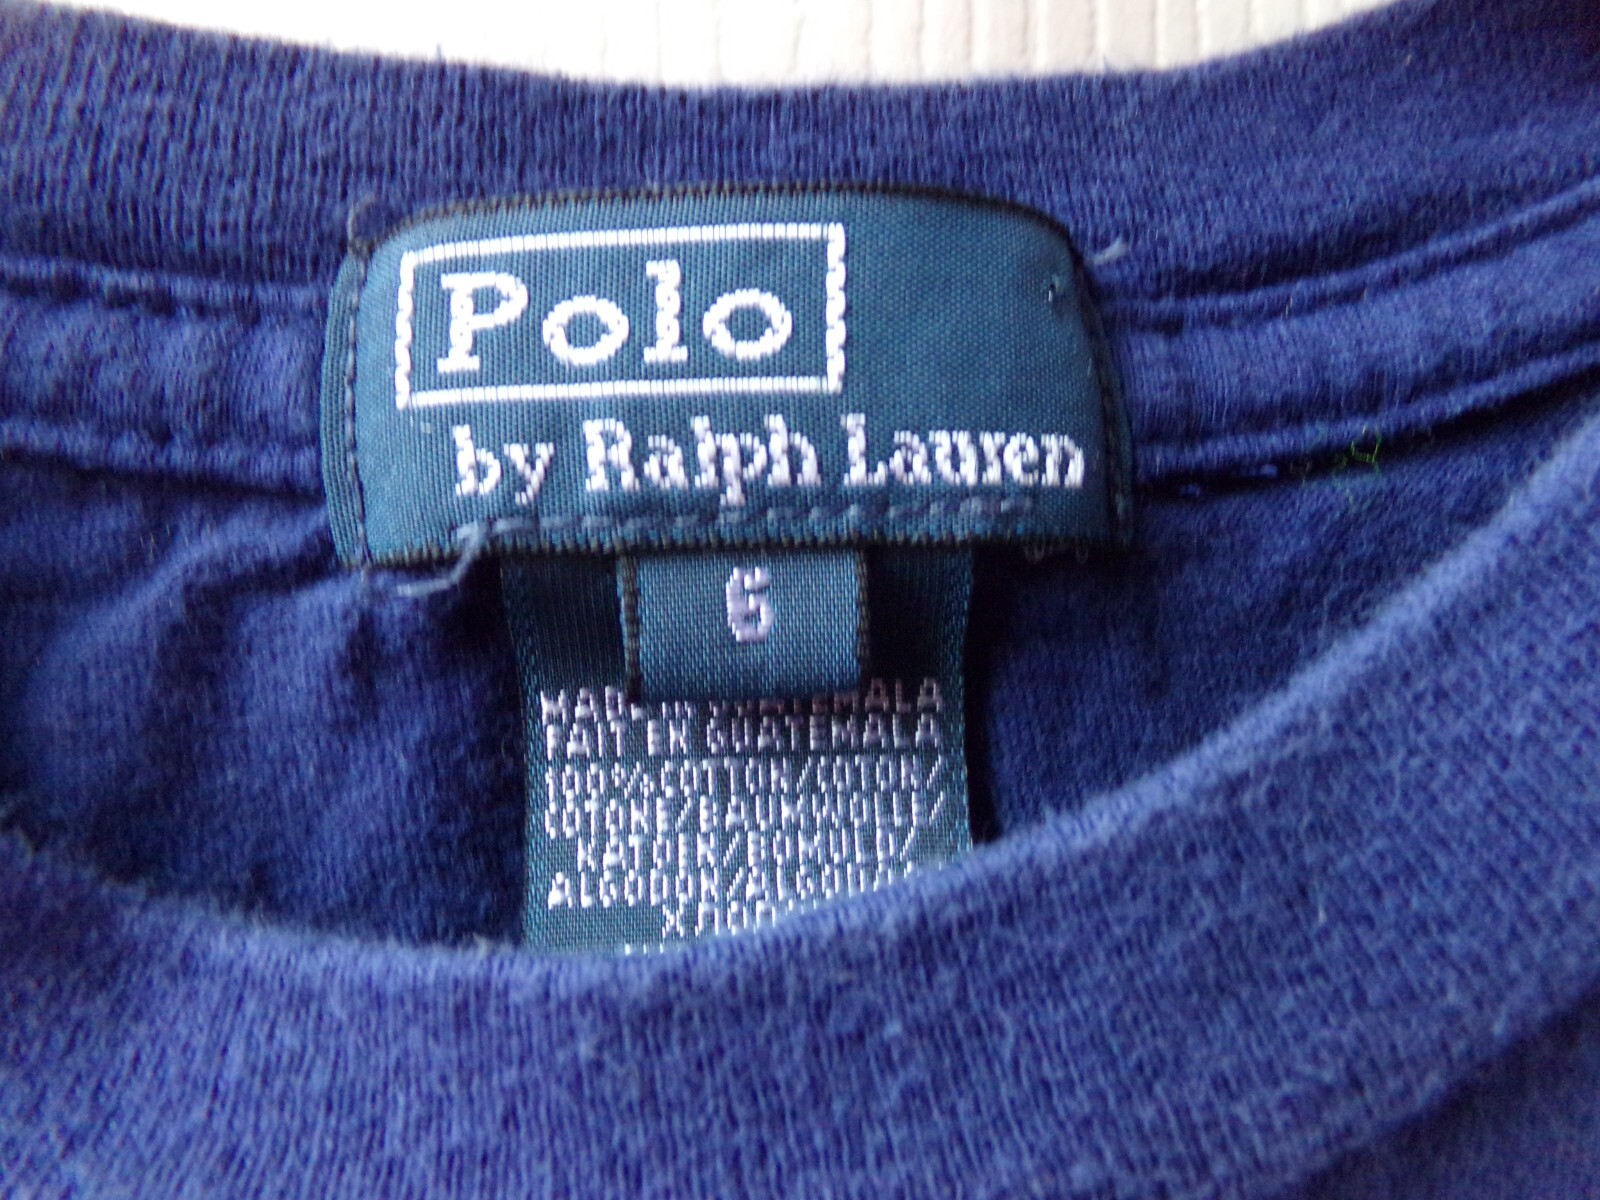 Polo
by Ralph Lauren
6
MADE IN GUATEMALA
FAIT EN GUATEMALA
100% COTTON/COTON/
COTONE/BAUMWOLLE/
KATOEN/BOMULD/
ALGODON/